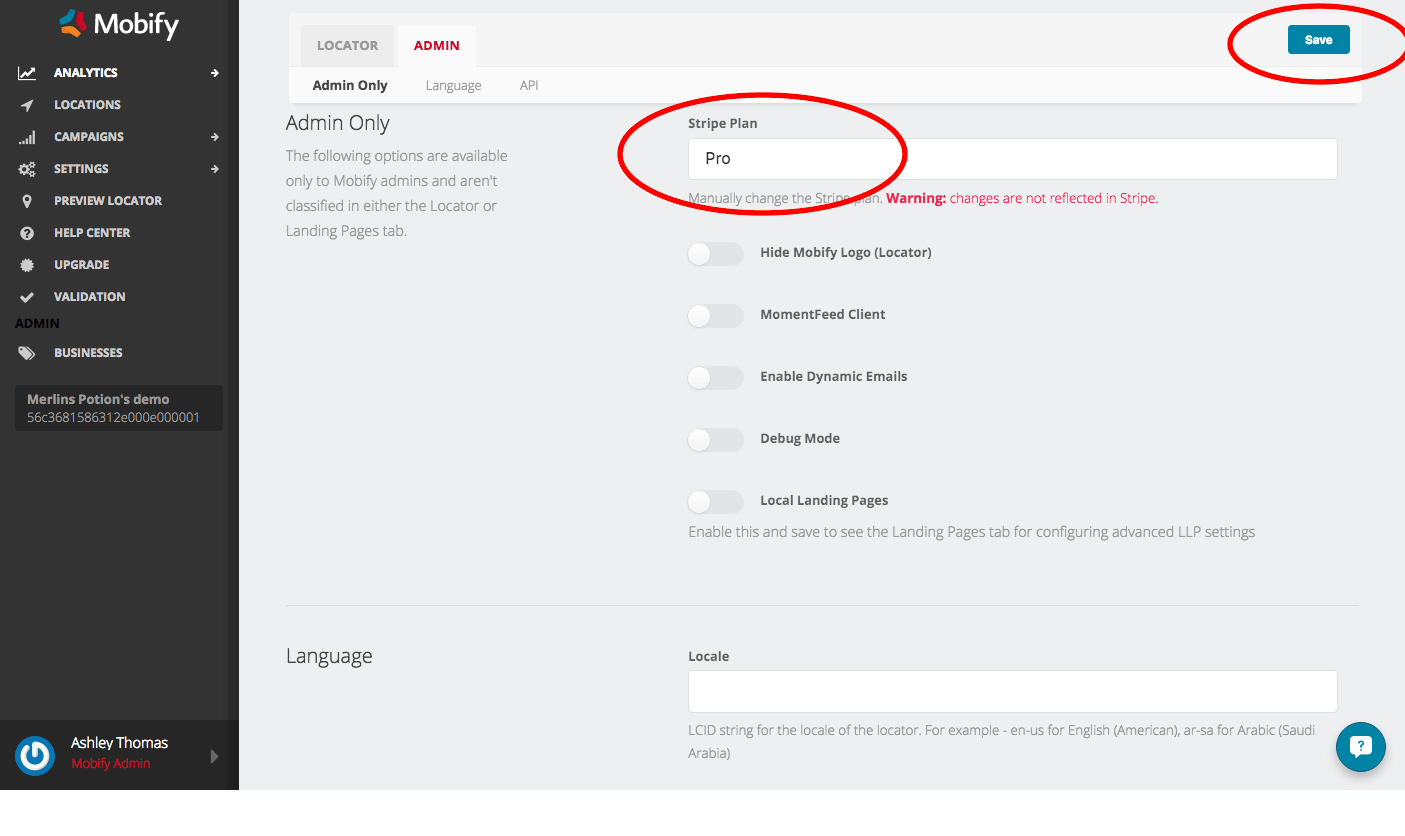 Mobify
ANALYTICS
LOCATIONS
CAMPAIGNS
SETTINGS
PREVIEW LOCATOR
HELP CENTER
UPGRADE
VALIDATION
ADMIN
BUSINESSES
Merlins Potion's demo
56c3681586312e000e000001
Ashley Thomas
Mobify Admin
LOCATOR ADMIN
Save
Admin Only Language API
Admin Only
The following options are available
only to Mobify admins and aren't
classified in either the Locator or
Landing Pages tab.
Stripe Plan
Pro
Manually change the Stripe plan. Warning: changes are not reflected in Stripe.
Hide Mobify Logo (Locator)
MomentFeed Client
Enable Dynamic Emails
Debug Mode
Local Landing Pages
Enable this and save to see the Landing Pages tab for configuring advanced LLP settings
Language
Locale
LCID string for the locale of the locator. For example - en-us for English (American), ar-sa for Arabic (Saudi
Arabia)
?